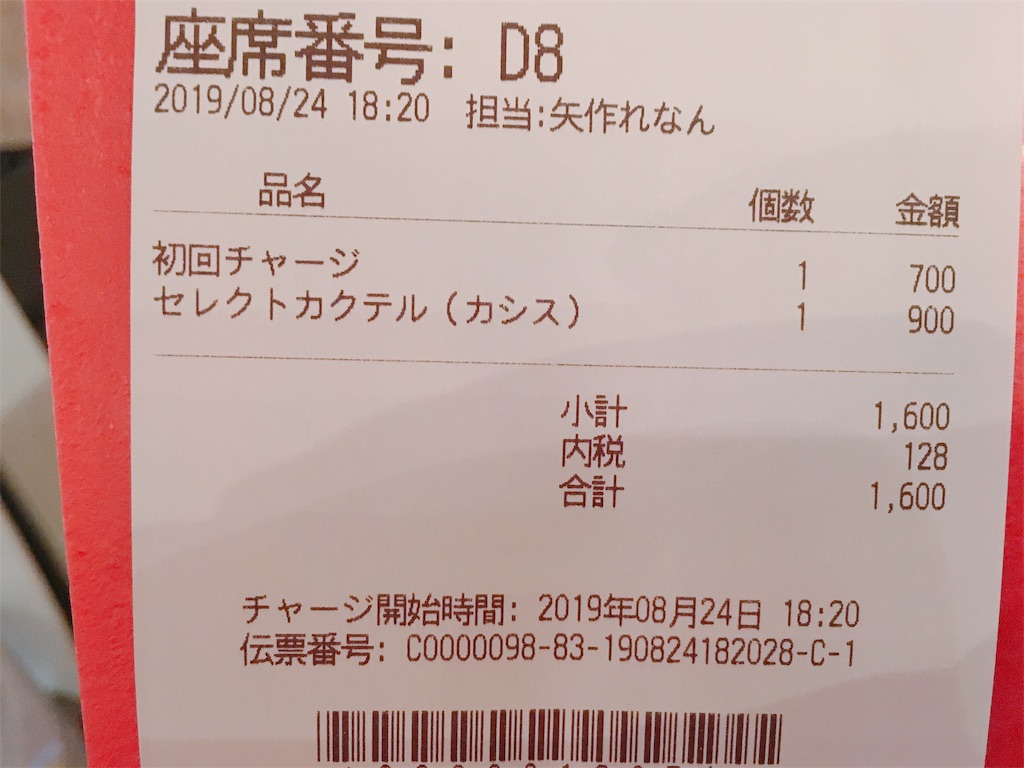 座席番号: D8
2019/08/24 18:20 担当:矢作れなん
品名 個数 金額
初回チャージ 1 700
セレクトカクテル(カシス) 1 900
小計 1,600
内税 128
合計 1,600
チャージ開始時間: 2019年08月24日 18:20
伝票番号: C0000098-83-190824182028-C-1